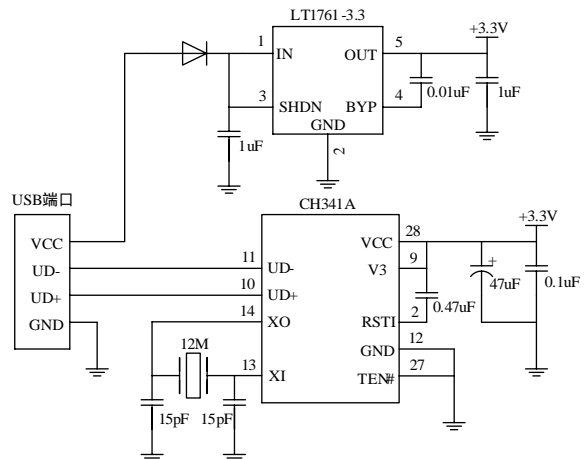 LT1761-3.3
+3.3V
1
IN
OUT
5
3
SHDN
BYP
4
0.01uF
1uF
GND
2
1uF
USB端口
CH341A
+3.3V
VCC
VCC
28
UD-
11
UD-
V3
9
UD+
10
UD+
47uF
+
0.1uF
GND
14
XO
RSTI
2
0.47uF
12M
GND
12
13
XI
TEN#
27
15pF
15pF